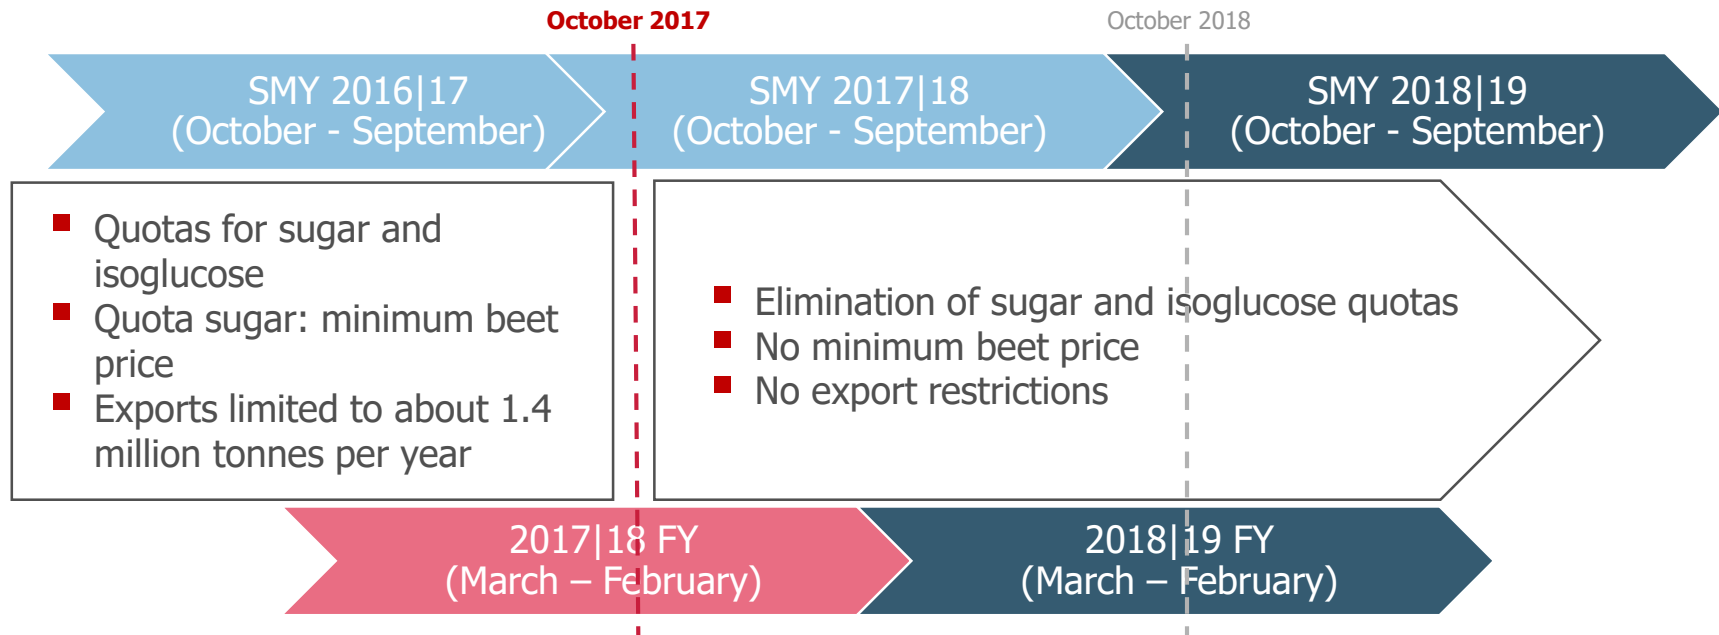 October 2017
October 2018
SMY 2016|17
(October - September)
SMY 2017|18
(October - September)
SMY 2018|19
(October - September)
Quotas for sugar and
isoglucose
Quota sugar: minimum beet
price
Exports limited to about 1.4
million tonnes per year
Elimination of sugar and isoglucose quotas
No minimum beet price
No export restrictions
2017|18 FY
(March – February)
2018|19 FY
(March – February)